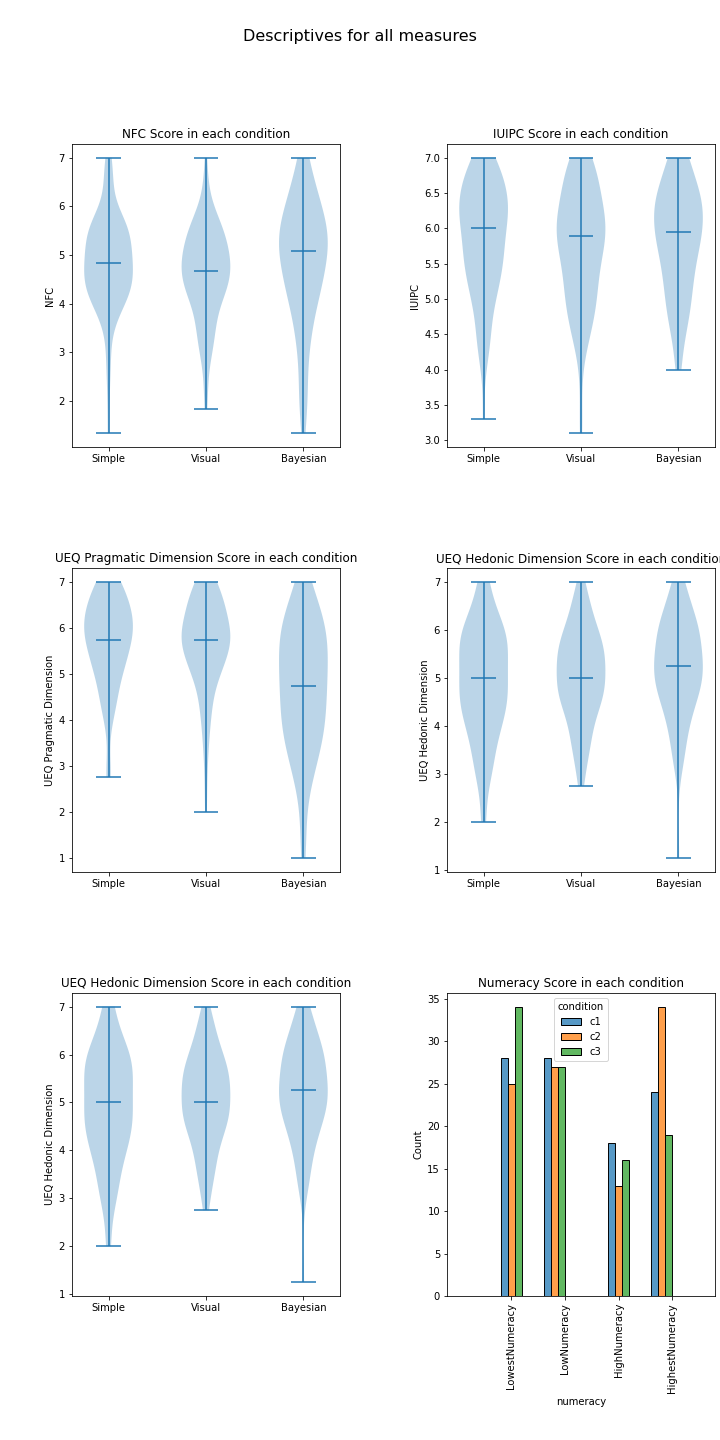 Descriptives for all measures
NFC Score in each condition
7
6
5
4
3
2
NFC
Simple
Visual
Bayesian
IUIPC Score in each condition
7.0
6.5
6.0
5.5
5.0
4.5
4.0
3.5
3.0
IUIPC
Simple
Visual
Bayesian
UEQ Pragmatic Dimension Score in each condition
7
6
5
4
3
2
1
UEQ Pragmatic Dimension
Simple
Visual
Bayesian
UEQ Hedonic Dimension Score in each conditio
7
6
5
4
3
2
1
UEQ Hedonic Dimension
Simple
Visual
Bayesian
UEQ Hedonic Dimension Score in each condition
7
6
5
4
3
2
1
UEQ Hedonic Dimension
Simple
Visual
Bayesian
Numeracy Score in each condition
condition
c1
c2
c3
35
30
25
20
15
10
5
0
Count
LowestNumeracy
LowNumeracy
HighNumeracy
HighestNumeracy
numeracy